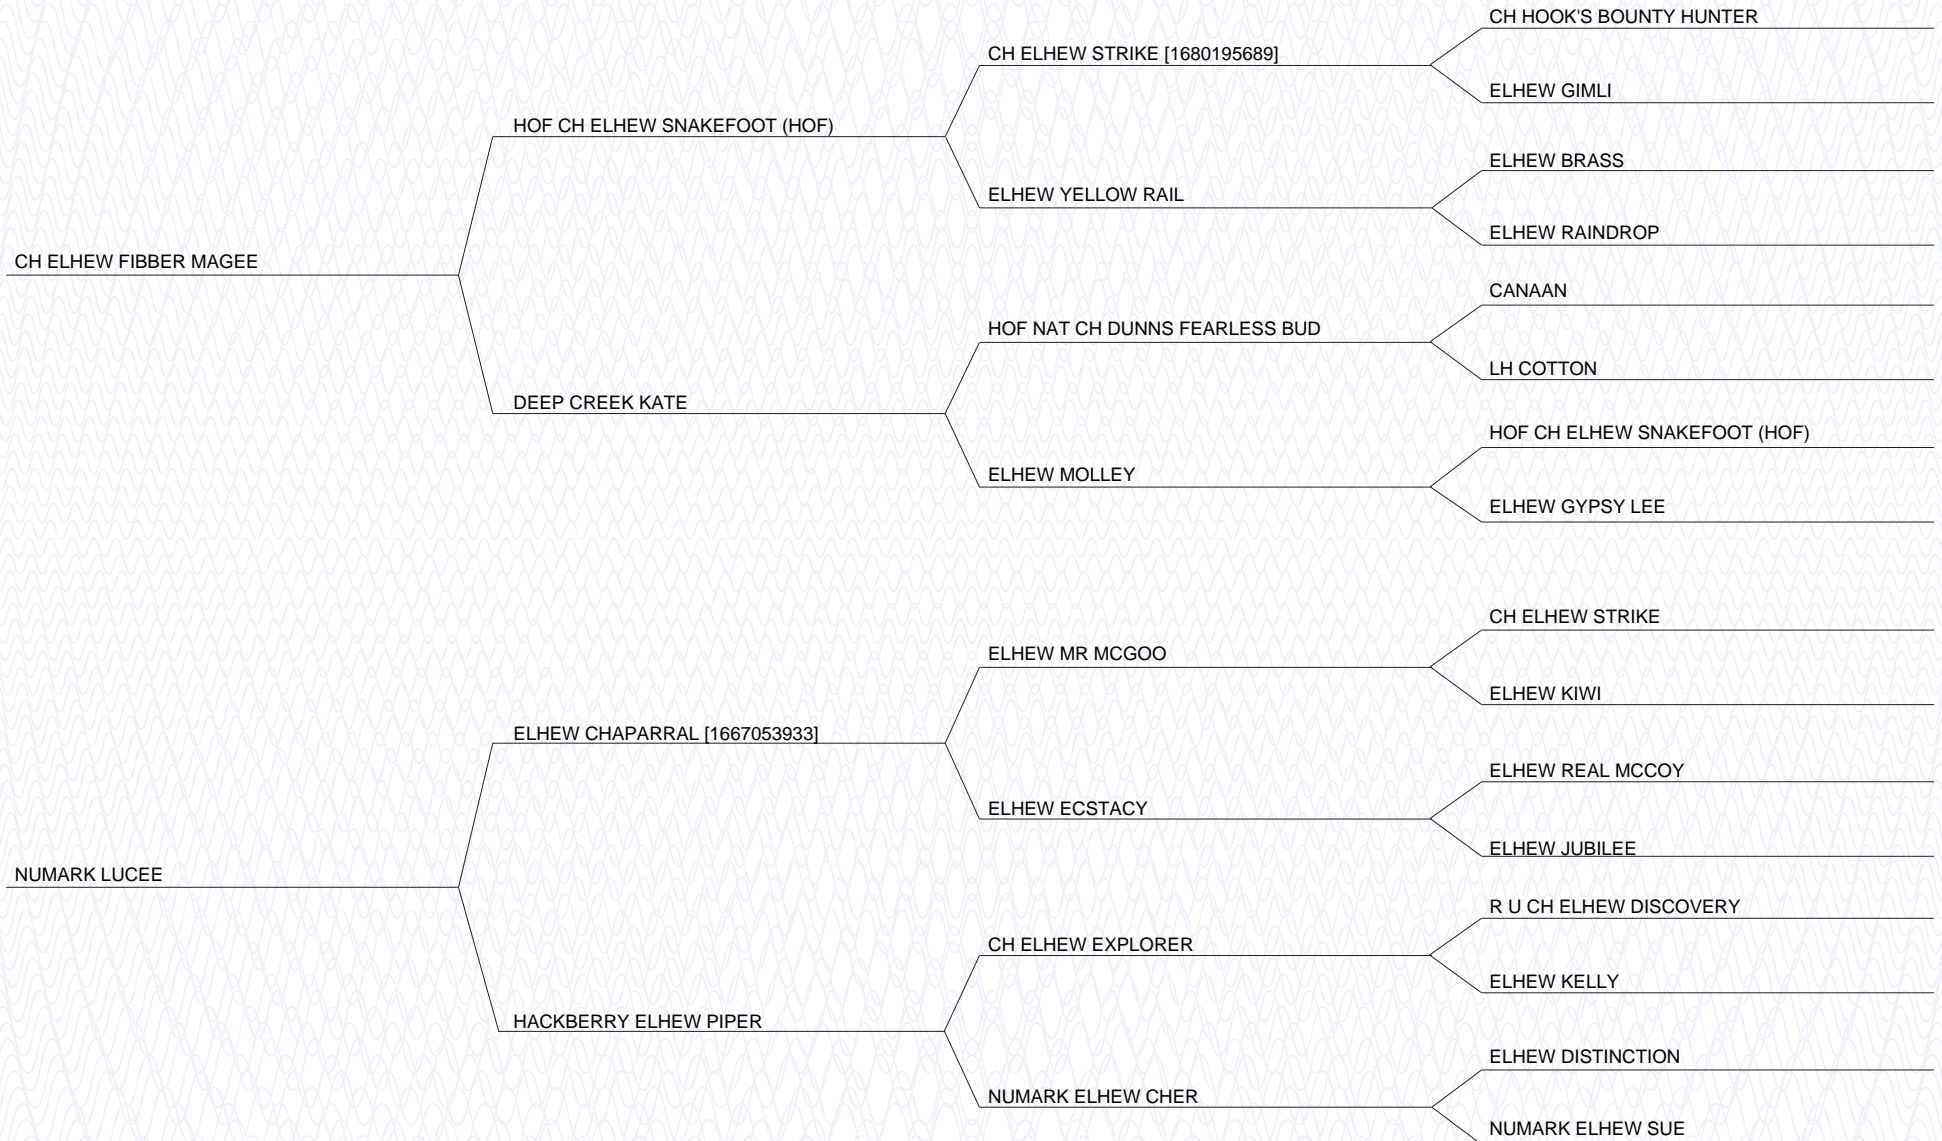 CH HOOK'S BOUNTY HUNTER
CH ELHEW STRIKE [1680195689]
ELHEW GIMLI
HOF CH ELHEW SNAKEFOOT (HOF)
ELHEW BRASS
ELHEW YELLOW RAIL
ELHEW RAINDROP
CH ELHEW FIBBER MAGEE
CANAAN
HOF NAT CH DUNNS FEARLESS BUD
LH COTTON
DEEP CREEK KATE
HOF CH ELHEW SNAKEFOOT (HOF)
ELHEW MOLLEY
ELHEW GYPSY LEE
CH ELHEW STRIKE
ELHEW MR MCGOO
ELHEW KIWI
ELHEW CHAPARRAL [1667053933]
ELHEW REAL MCCOY
ELHEW ECSTACY
ELHEW JUBILEE
NUMARK LUCEE
R U CH ELHEW DISCOVERY
CH ELHEW EXPLORER
ELHEW KELLY
HACKBERRY ELHEW PIPER
ELHEW DISTINCTION
NUMARK ELHEW CHER
NUMARK ELHEW SUE